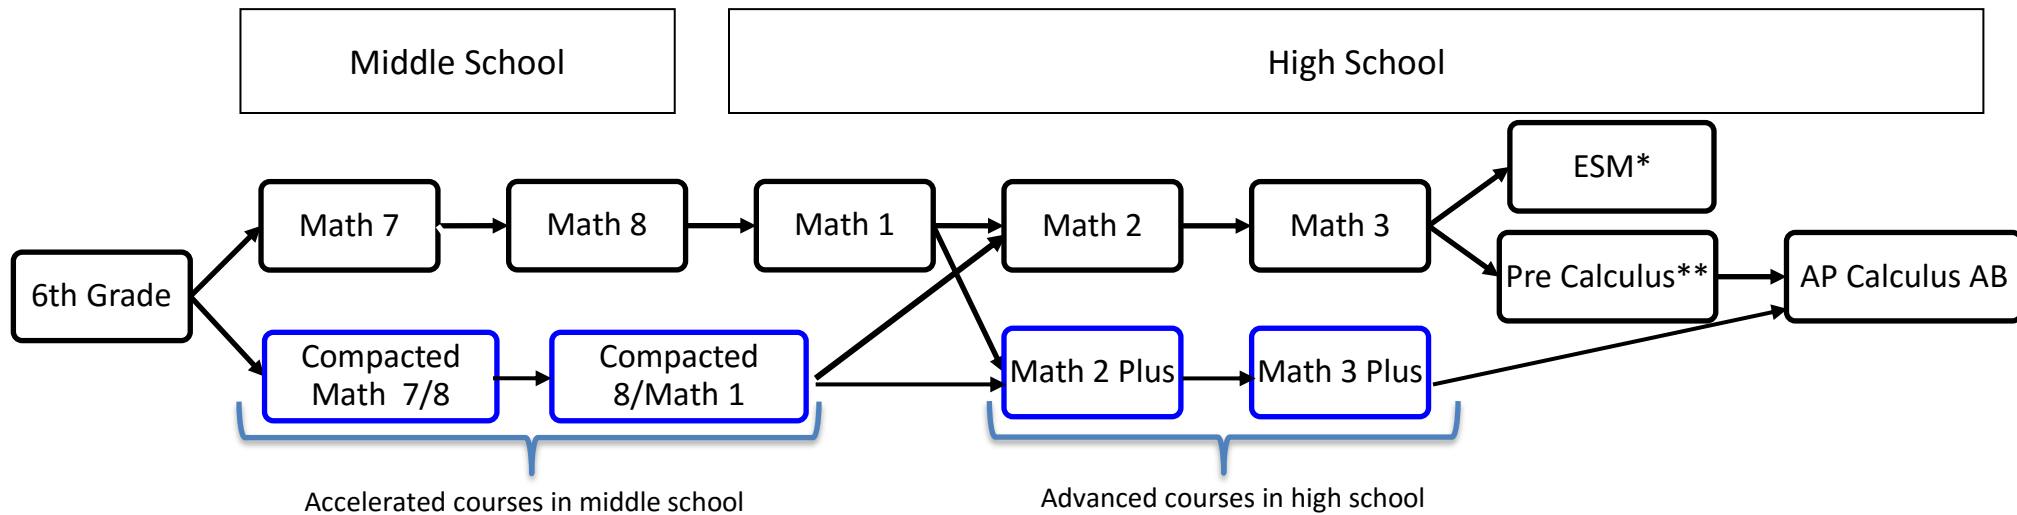 Middle School
High School
ESM*
Math 7
Math 8
Math 1
Math 2
Math 3
6th Grade
Pre Calculus**
AP Calculus AB
Compacted
Math 7/8
Compacted
8/Math 1
Math 2 Plus
Math 3 Plus
Accelerated courses in middle school
Advanced courses in high school